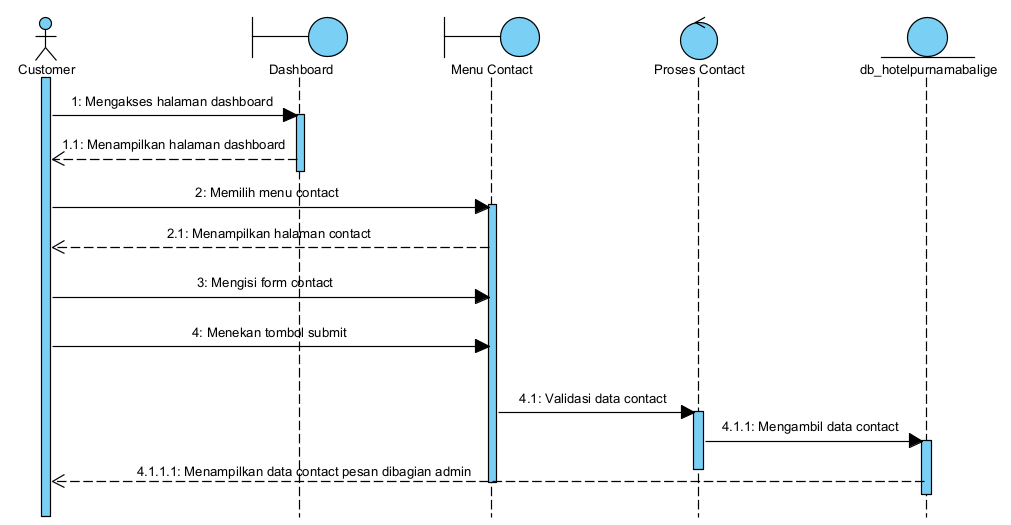 Customer
Dashboard
Menu Contact
Proses Contact
db_hotelpurnamabalige
1: Mengakses halaman dashboard
1.1: Menampilkan halaman dashboard
2: Memilih menu contact
2.1: Menampilkan halaman contact
3: Mengisi form contact
4: Menekan tombol submit
4.1: Validasi data contact
4.1.1: Mengambil data contact
4.1.1.1: Menampilkan data contact pesan dibagian admin